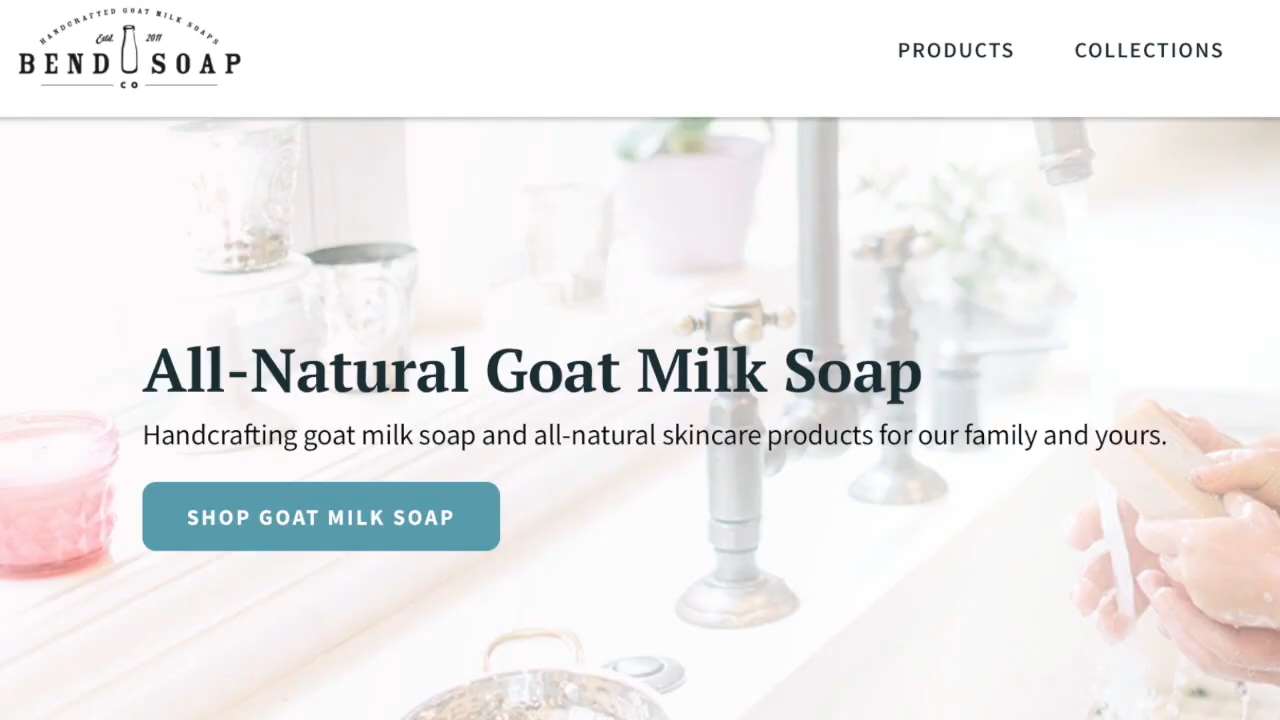 HANDCRAFTED GOAT MILK SOAPS
Estd. 2011
BEND SOAP
CO
PRODUCTS COLLECTIONS
All-Natural Goat Milk Soap
Handcrafting goat milk soap and all-natural skincare products for our family and yours.
SHOP GOAT MILK SOAP